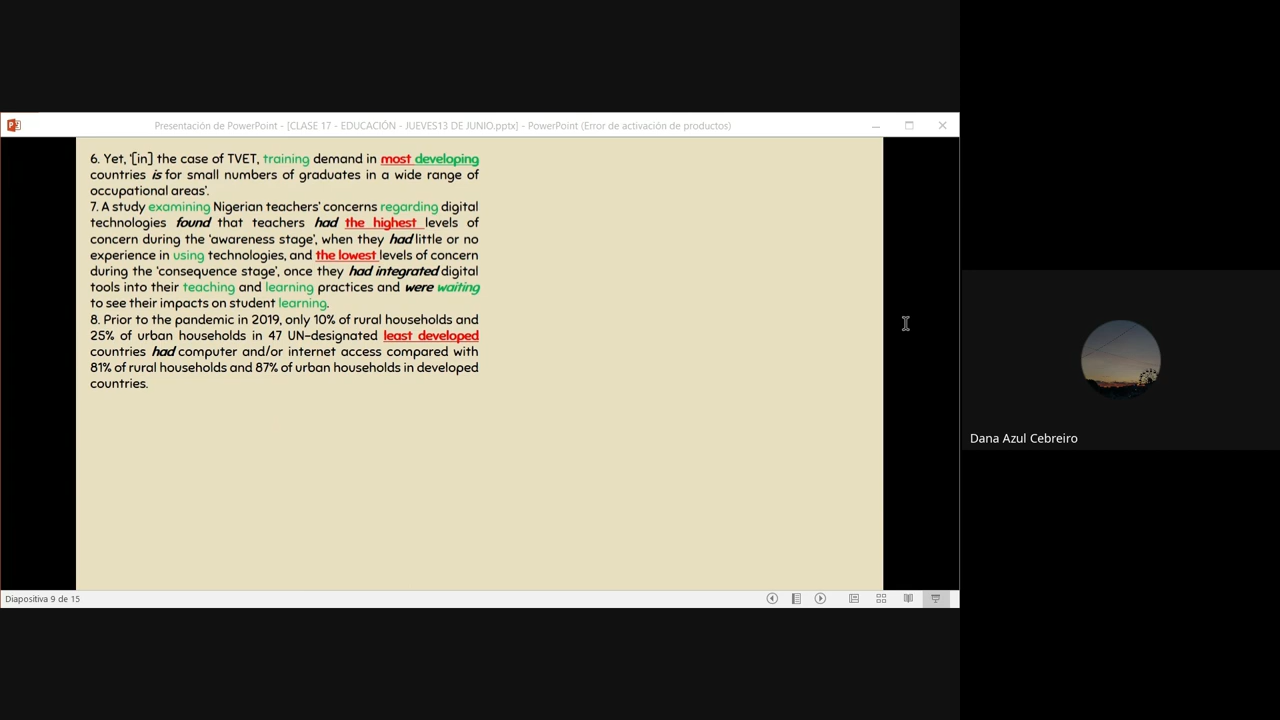 Presentación de PowerPoint - [CLASE 17 - EDUCACIÓN - JUEVES13 DE JUNIO.pptx] - PowerPoint (Error de activación de productos)
6. Yet, '[in] the case of TVET, training demand in most developing
countries is for small numbers of graduates in a wide range of
occupational areas'.
7. A study examining Nigerian teachers' concerns regarding digital
technologies found that teachers had the highest levels of
concern during the 'awareness stage', when they had little or no
experience in using technologies, and the lowest levels of concern
during the 'consequence stage', once they had integrated digital
tools into their teaching and learning practices and were waiting
to see their impacts on student learning.
8. Prior to the pandemic in 2019, only 10% of rural households and
25% of urban households in 47 UN-designated least developed
countries had computer and/or internet access compared with
81% of rural households and 87% of urban households in developed
countries.
Dana Azul Cebreiro
Diapositiva 9 de 15